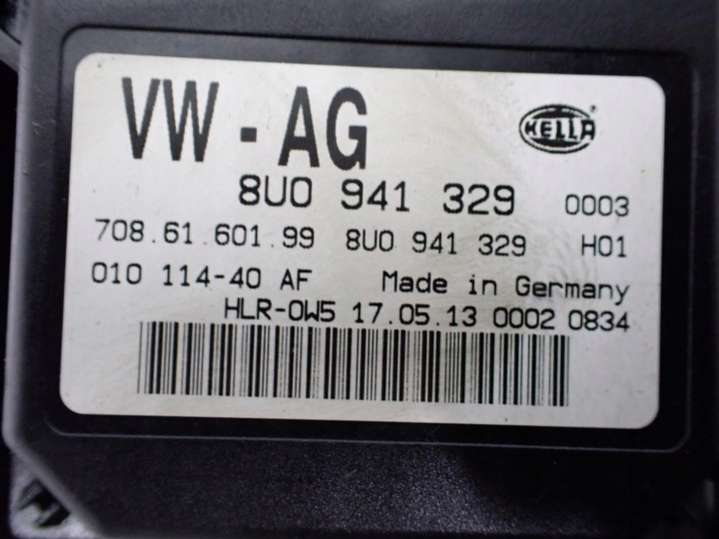 VW - AG
HELLA
8U0 941 329 0003
708.61.601.99 8U0 941 329 H01
010 114-40 AF Made in Germany
HLR-0W5 17.05.13 0002 0834